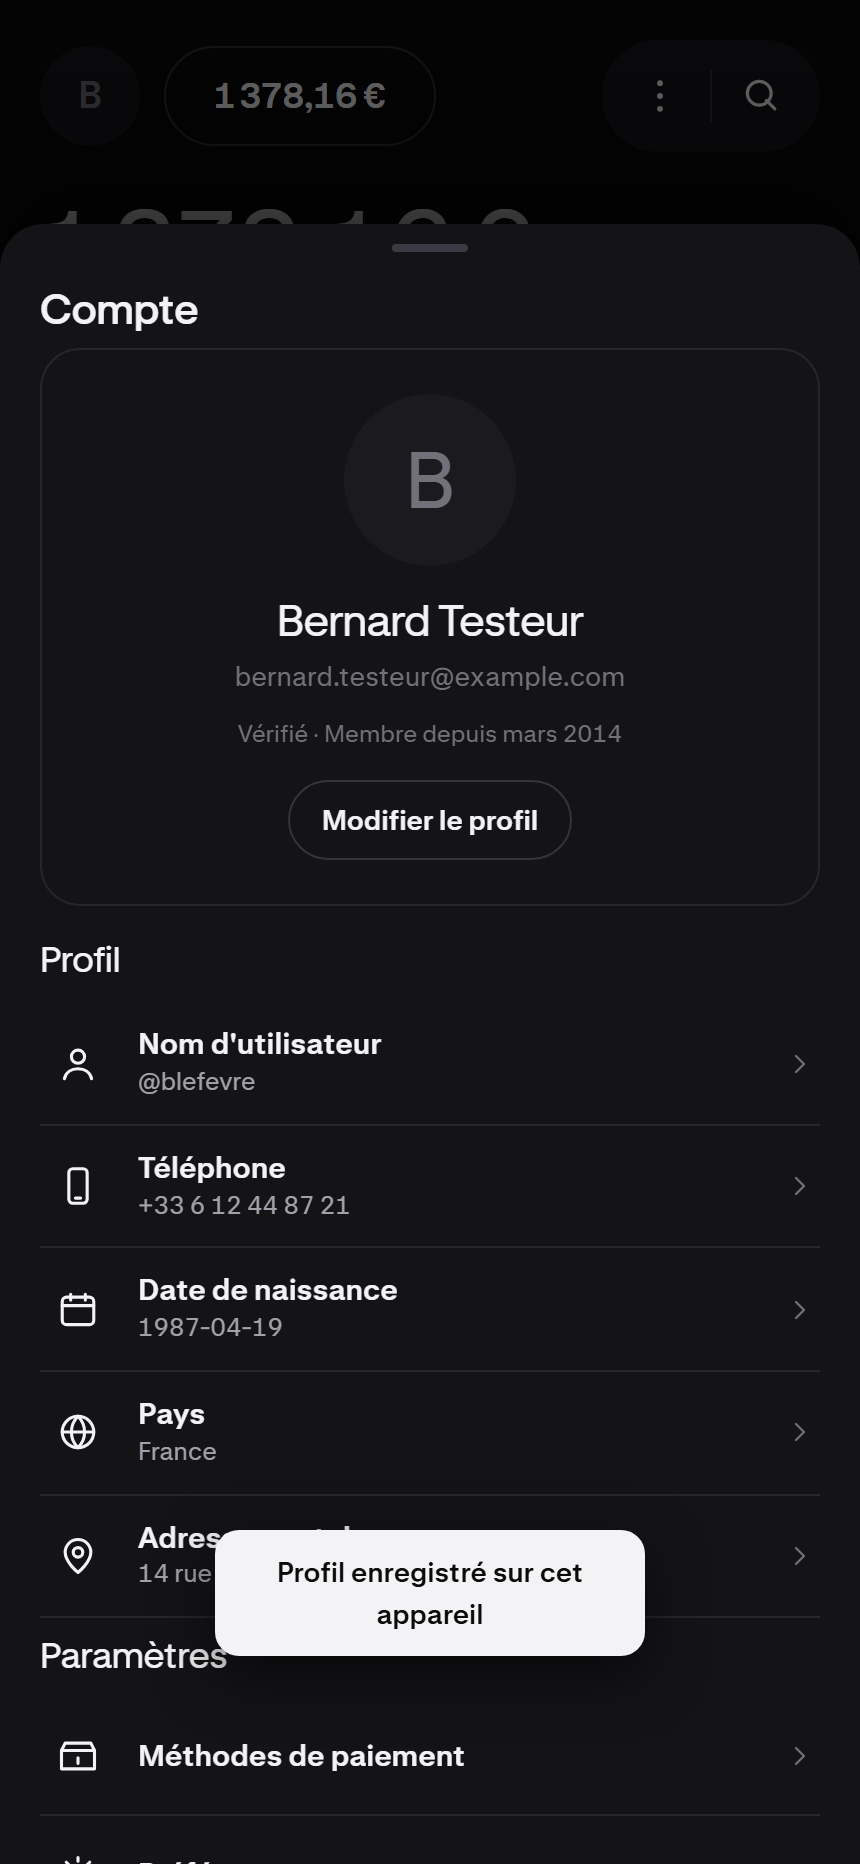 B
1 378,16 €
Compte
B
Bernard Testeur
bernard.testeur@example.com
Vérifié · Membre depuis mars 2014
Modifier le profil
Profil
Nom d'utilisateur
@blefevre
Téléphone
+33 6 12 44 87 21
Date de naissance
1987-04-19
Pays
France
14 rue
Profil enregistré sur cet
appareil
Paramètres
Méthodes de paiement